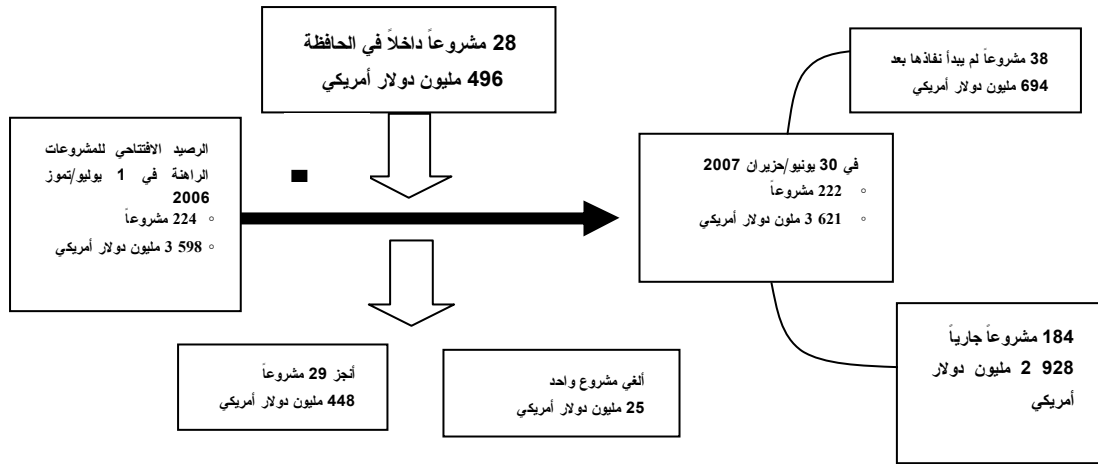 28 مشروعاً داخلاً في الحافظة
496 مليون دولار أمريكي
38 مشروعاً لم يبدأ نفاذها بعد
694 مليون دولار أمريكي
الرصيد الافتتاحي للمشروعات
الراهنة في 1 يوليو/تموز
2006
° 224 مشروعاً
° 3 598 مليون دولار أمريكي
في 30 يونيو/حزيران 2007
° 222 مشروعاً
° 3 621 ملون دولار أمريكي
184 مشروعاً جارياً
2 928 مليون دولار
أمريكي
أنجز 29 مشروعاً
448 مليون دولار أمريكي
ألغي مشروع واحد
25 مليون دولار أمريكي